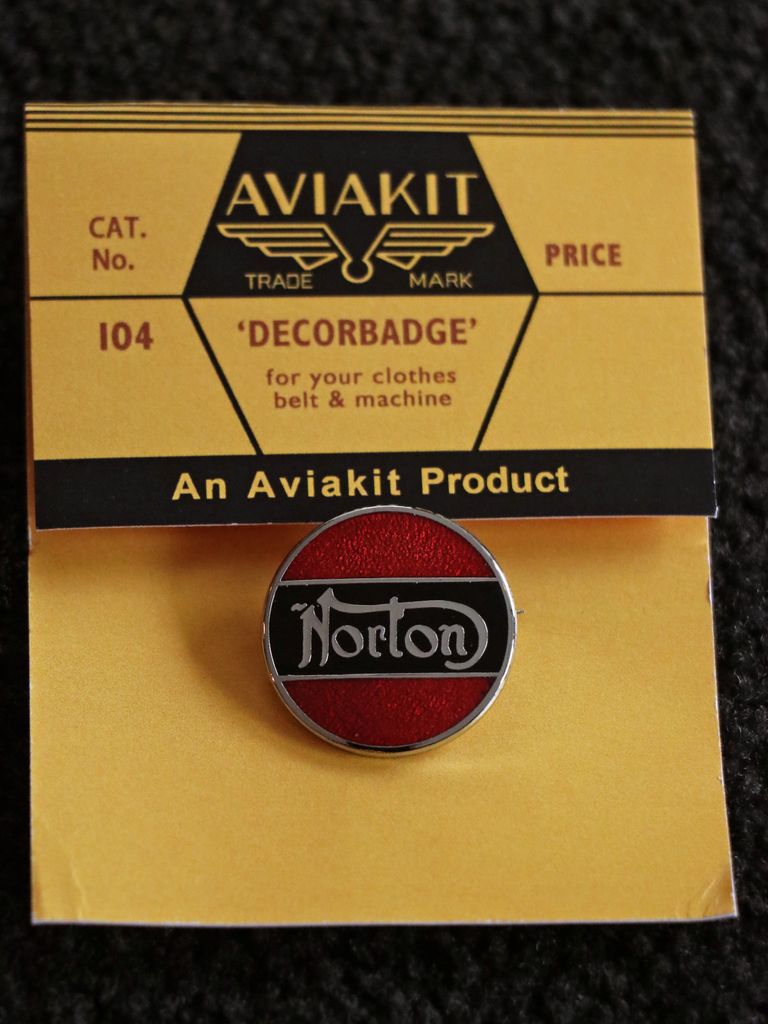 AVIAKIT
TRADE MARK
CAT.
No.
PRICE
104
'DECORBADGE'
for your clothes
belt & machine
An Aviakit Product
Norton